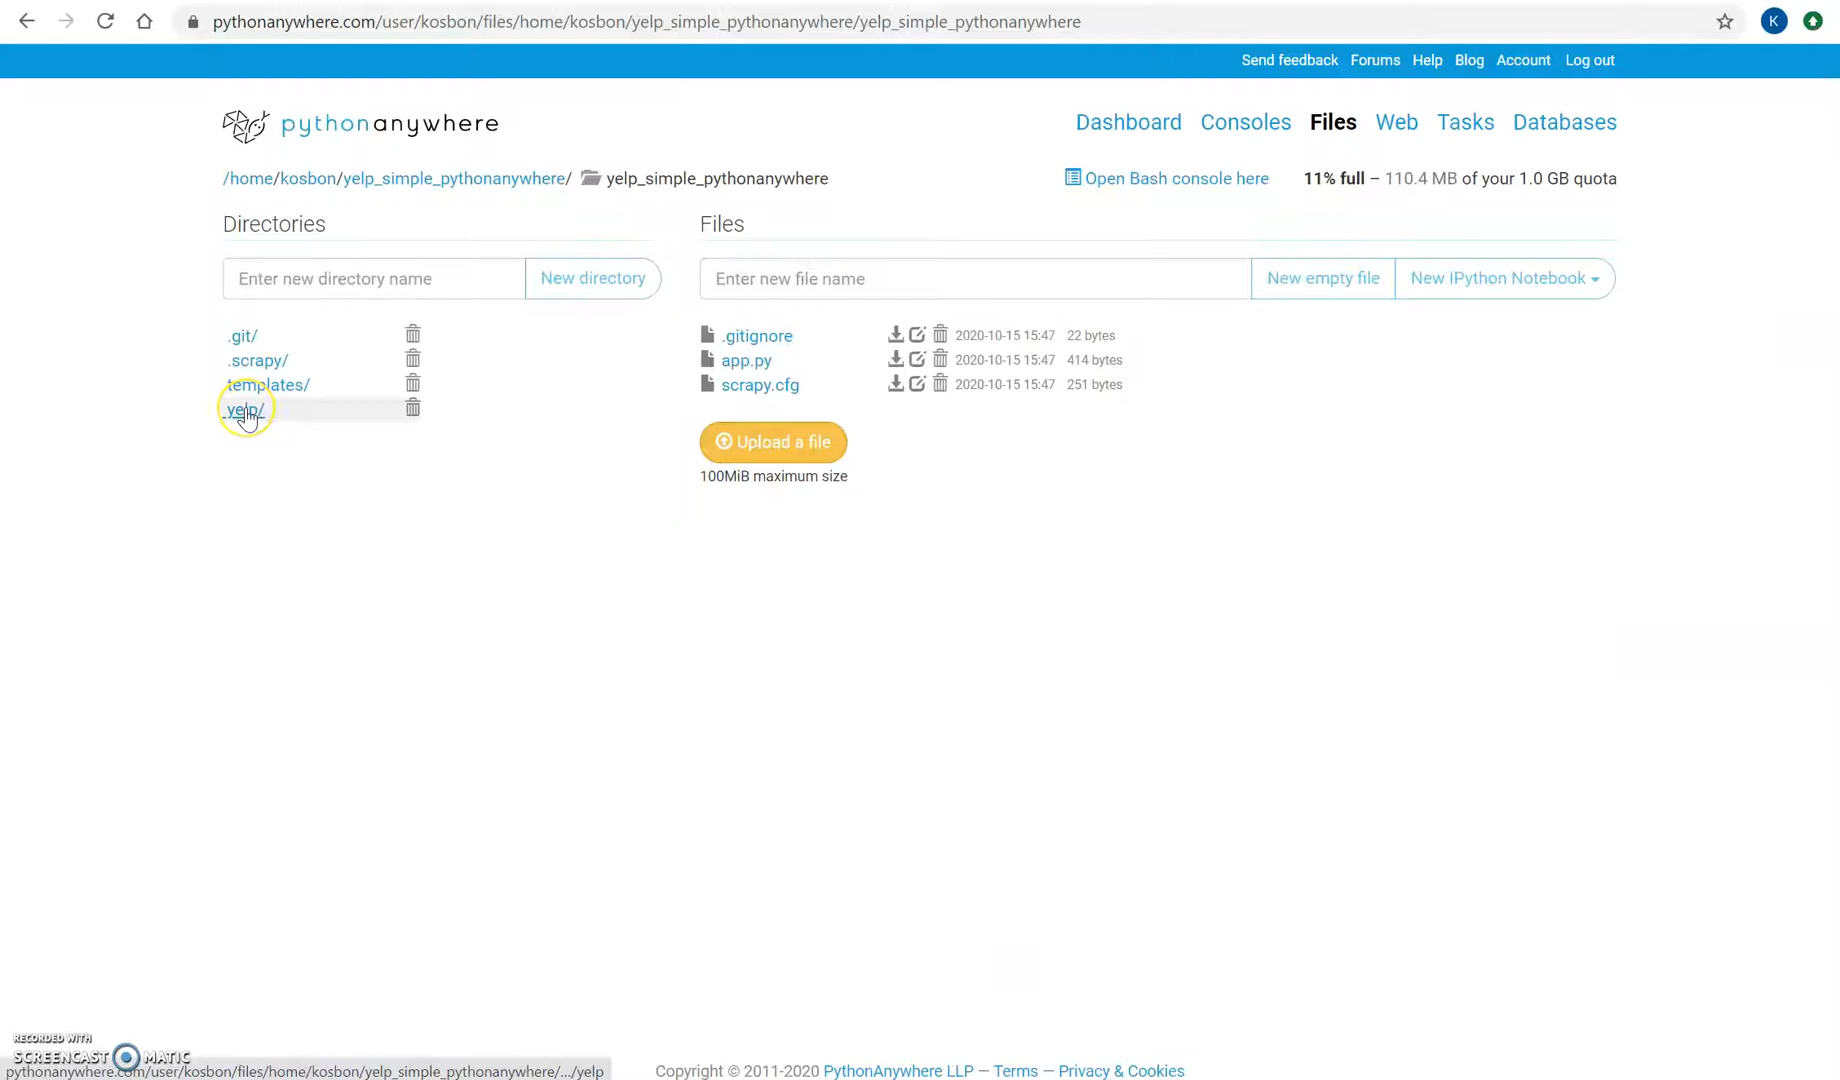 pythonanywhere.com/user/kosbon/files/home/kosbon/yelp_simple_pythonanywhere/yelp_simple_pythonanywhere
K
Send feedback Forums Help Blog Account Log out
pythonanywhere
Dashboard Consoles Files Web Tasks Databases
/home/kosbon/yelp_simple_pythonanywhere/ yelp_simple_pythonanywhere
Open Bash console here 11% full – 110.4 MB of your 1.0 GB quota
Directories
Files
Enter new directory name New directory
Enter new file name New empty file New IPython Notebook
.git/
.scrapy/
templates/
yelp/
.gitignore 2020-10-15 15:47 22 bytes
app.py 2020-10-15 15:47 414 bytes
scrapy.cfg 2020-10-15 15:47 251 bytes
Upload a file
100MiB maximum size
RECORDED WITH
SCREENCAST MATIC
pythonanywhere.com/user/kosbon/files/home/kosbon/yelp_simple_pythonanywhere/.../yelp
Copyright © 2011-2020 PythonAnywhere LLP — Terms — Privacy & Cookies